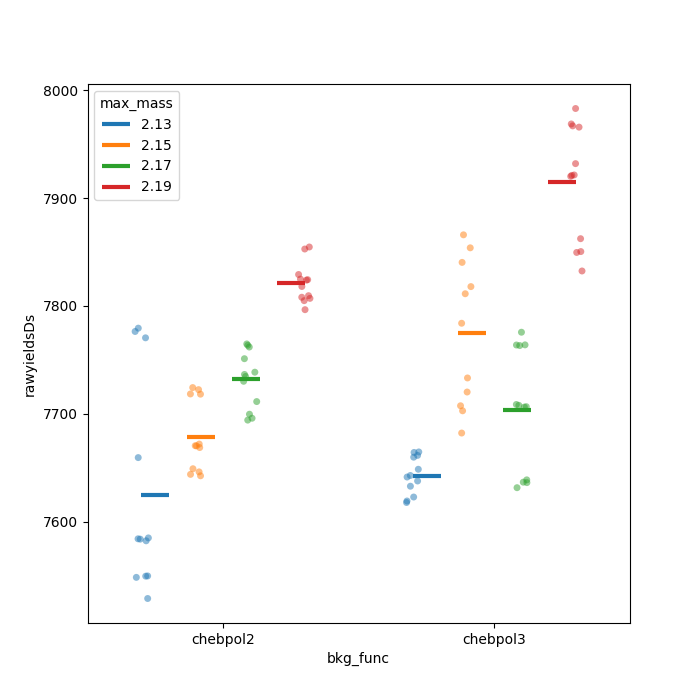 8000
7900
7800
7700
7600
rawyieldsDs
max_mass
2.13
2.15
2.17
2.19
chebpol2 chebpol3
bkg_func